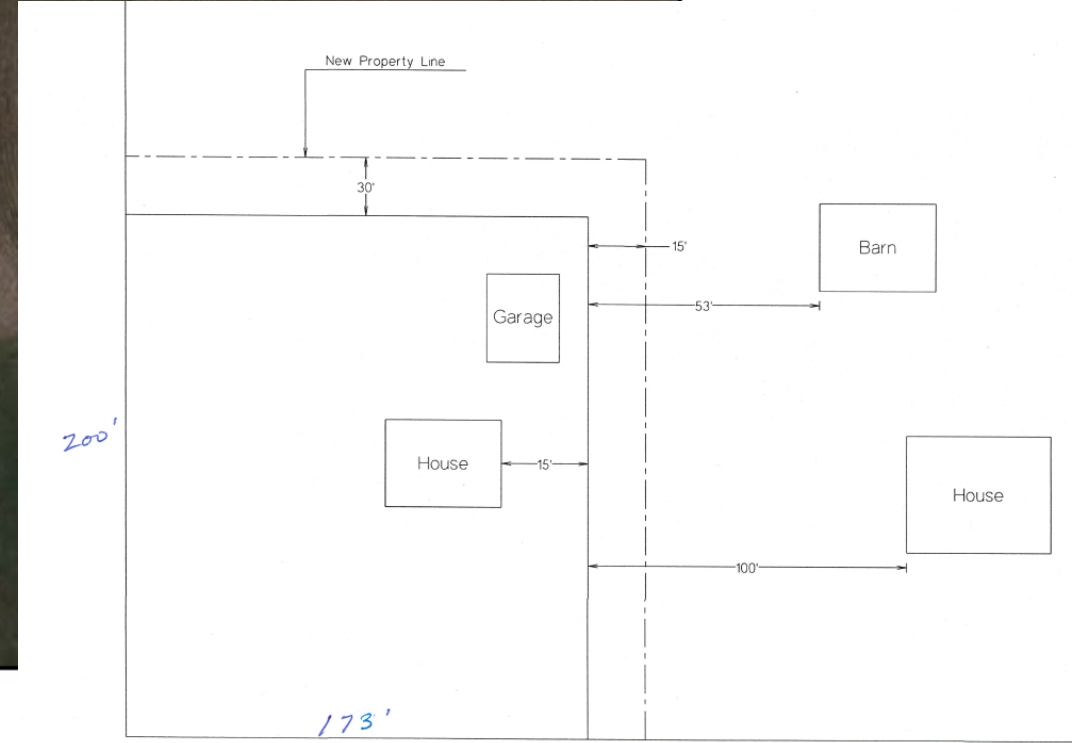 New Property Line
30'
15'
Barn
53'
Garage
200'
House
15'
House
100'
173'